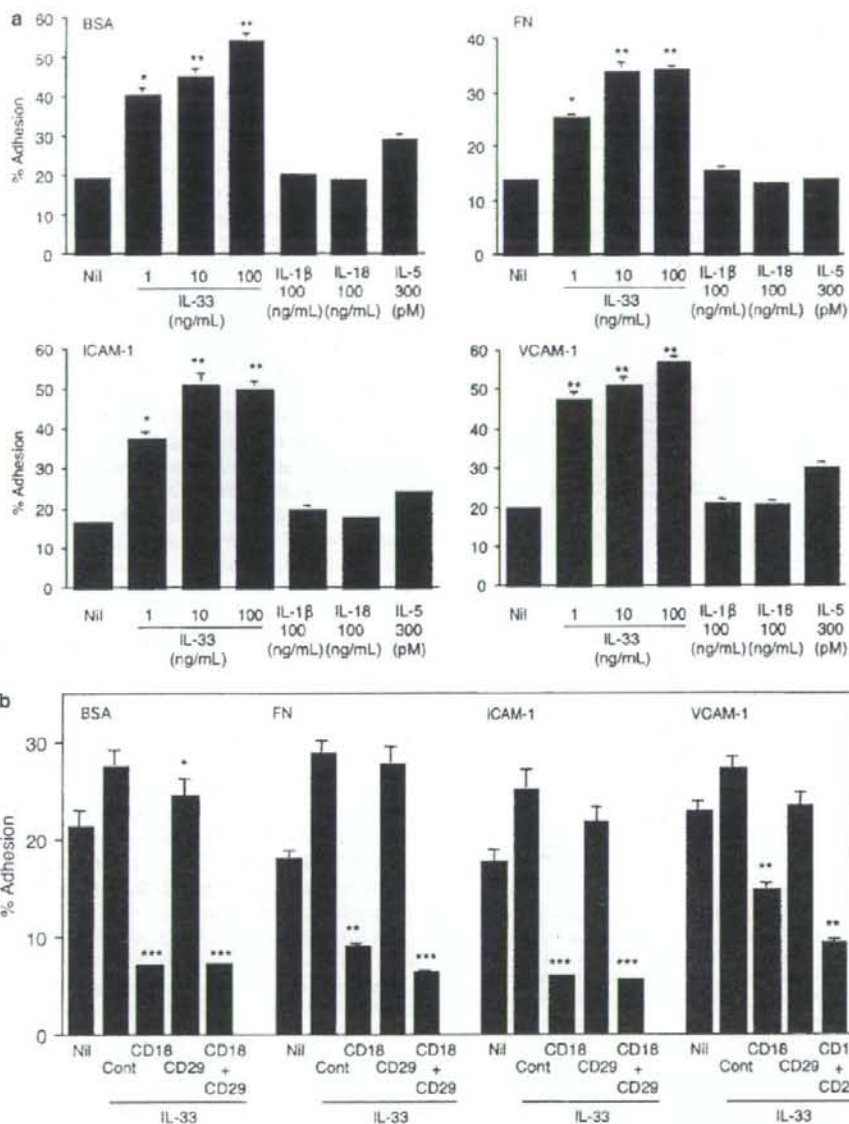 a
BSA
60
50
40
30
20
10
0
% Adhesion
Nil 1 10 100 IL-1β IL-18 IL-5
100 100 300
IL-33 (ng/mL) (ng/mL) (pM)
(ng/mL)
FN
40
30
20
10
0
Nil 1 10 100 IL-1β IL-18 IL-5
100 100 300
IL-33 (ng/mL) (ng/mL) (pM)
(ng/mL)
* ** **
* ** **
ICAM-1
60
50
40
30
20
10
0
% Adhesion
Nil 1 10 100 IL-1β IL-18 IL-5
100 100 300
IL-33 (ng/mL) (ng/mL) (pM)
(ng/mL)
VCAM-1
60
50
40
30
20
10
0
Nil 1 10 100 IL-1β IL-18 IL-5
100 100 300
IL-33 (ng/mL) (ng/mL) (pM)
(ng/mL)
* ** **
** ** **
b
BSA FN ICAM-1 VCAM-1
30
20
10
0
% Adhesion
*** * ***
** ***
*** ***
** **
Nil CD18 CD18 Nil CD18 CD18 Nil CD18 CD18 Nil CD18 CD1
Cont CD29 + Cont CD29 + Cont CD29 + Cont CD29 +
CD29 CD29 CD29 CD2
IL-33 IL-33 IL-33 IL-33